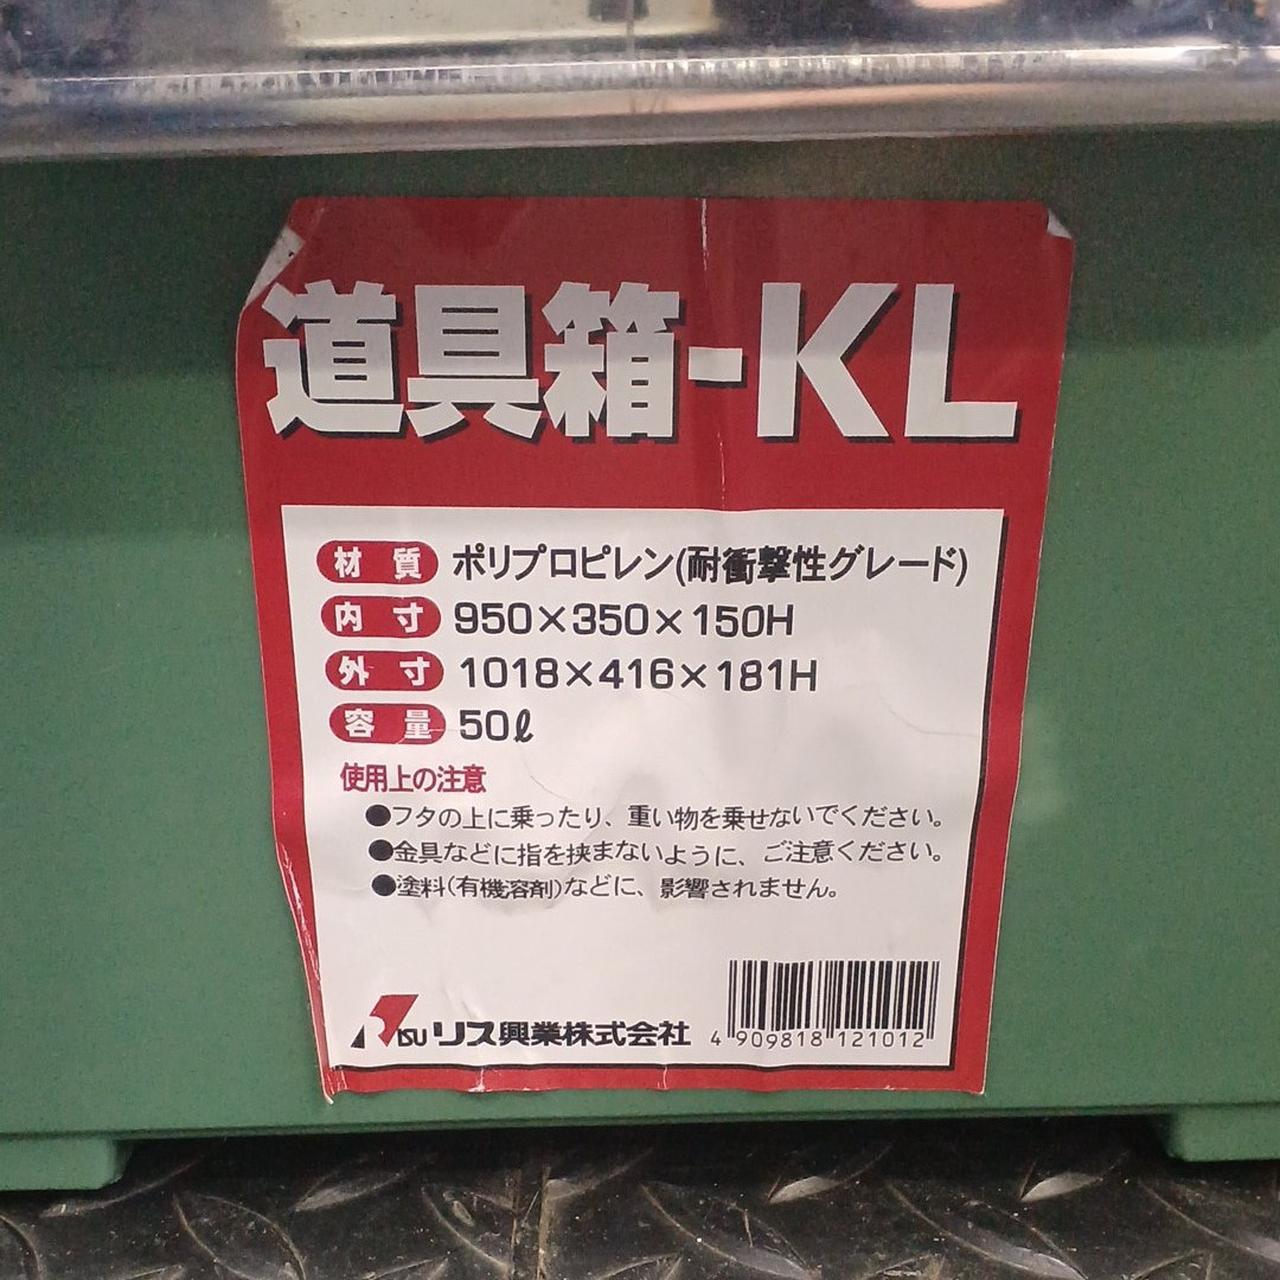 道具箱-KL
材質 ポリプロピレン(耐衝撃性グレード)
内寸 950×350×150H
外寸 1018×416×181H
容量 50ℓ
使用上の注意
●フタの上に乗ったり、重い物を乗せないでください。
●金具などに指を挟まないように、ご注意ください。
●塗料(有機溶剤)などに、影響されません。
RISU リス興業株式会社
4 909818 121012